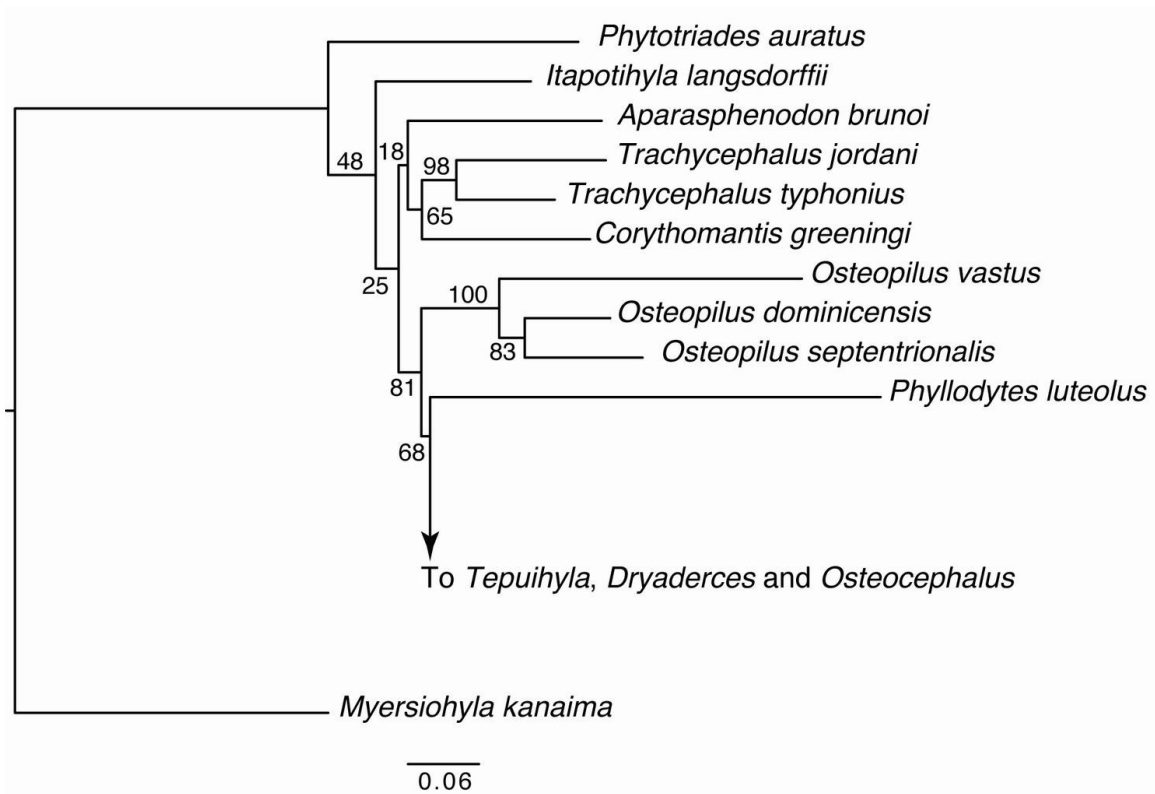 Phytotriades auratus
Itapotihyla langsdorffii
Aparasphenodon brunoi
48
18
98
Trachycephalus jordani
Trachycephalus typhonius
65
Corythomantis greeningi
25
Osteopilus vastus
100
Osteopilus dominicensis
83
Osteopilus septentrionalis
81
Phyllodytes luteolus
68
To Tepuihyla, Dryaderces and Osteocephalus
Myersiohyla kanaima
0.06